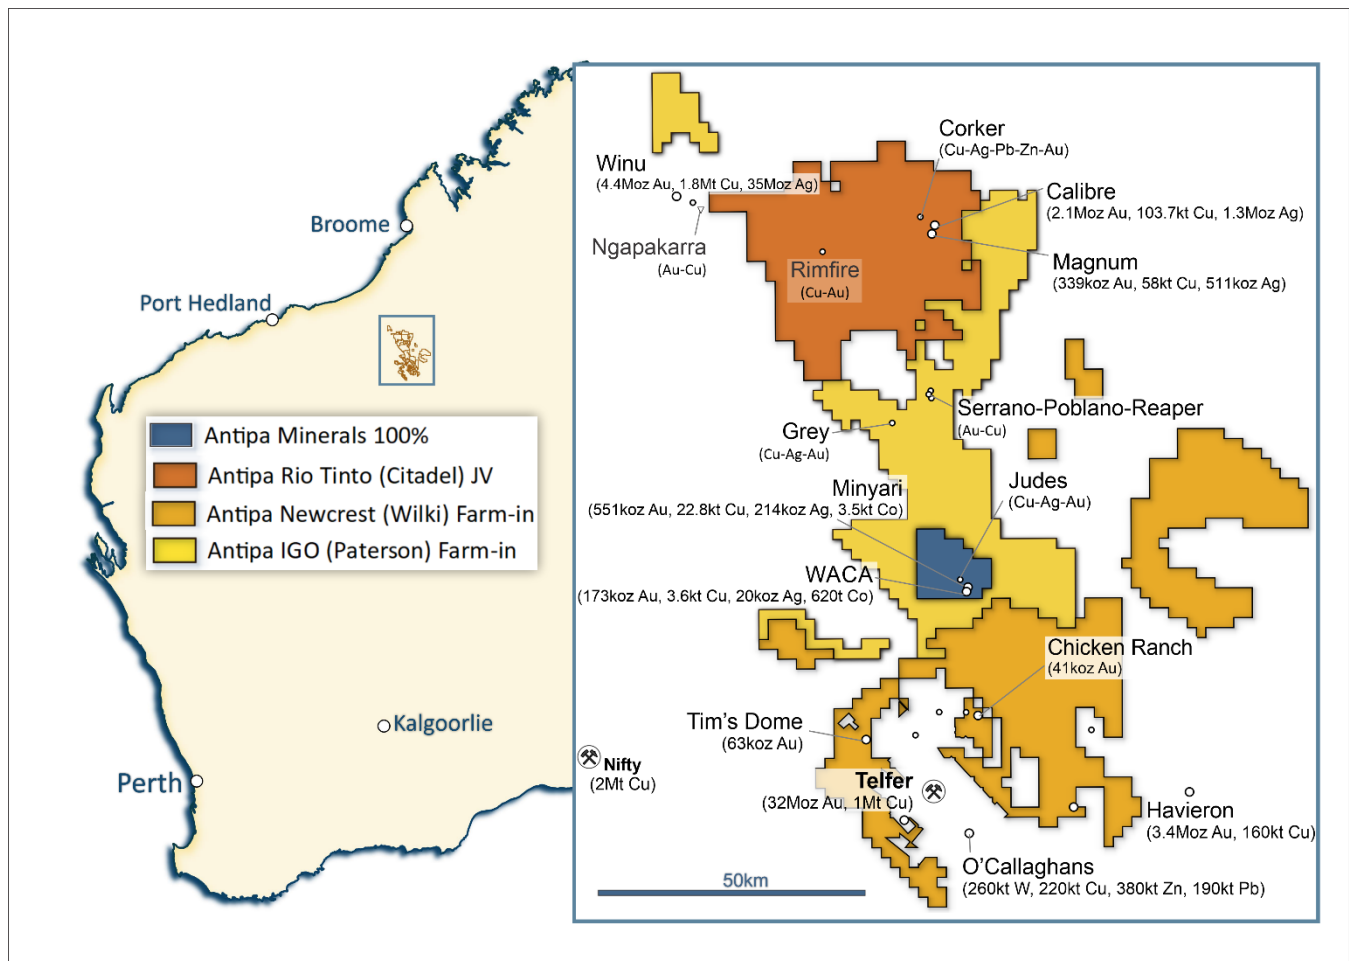 Broome
Port Hedland
Kalgoorlie
Perth
Antipa Minerals 100%
Antipa Rio Tinto (Citadel) JV
Antipa Newcrest (Wilki) Farm-in
Antipa IGO (Paterson) Farm-in
Corker
(Cu-Ag-Pb-Zn-Au)
Winu
(4.4Moz Au, 1.8Mt Cu, 35Moz Ag)
Calibre
(2.1Moz Au, 103.7kt Cu, 1.3Moz Ag)
Ngapakarra
(Au-Cu)
Rimfire
(Cu-Au)
Magnum
(339koz Au, 58kt Cu, 511koz Ag)
Serrano-Poblano-Reaper
(Au-Cu)
Grey
(Cu-Ag-Au)
Judes
(Cu-Ag-Au)
Minyari
(551koz Au, 22.8kt Cu, 214koz Ag, 3.5kt Co)
WACA
(173koz Au, 3.6kt Cu, 20koz Ag, 620t Co)
Chicken Ranch
(41koz Au)
Tim's Dome
(63koz Au)
Nifty
(2Mt Cu)
Telfer
(32Moz Au, 1Mt Cu)
Havieron
(3.4Moz Au, 160kt Cu)
O'Callaghans
(260kt W, 220kt Cu, 380kt Zn, 190kt Pb)
50km